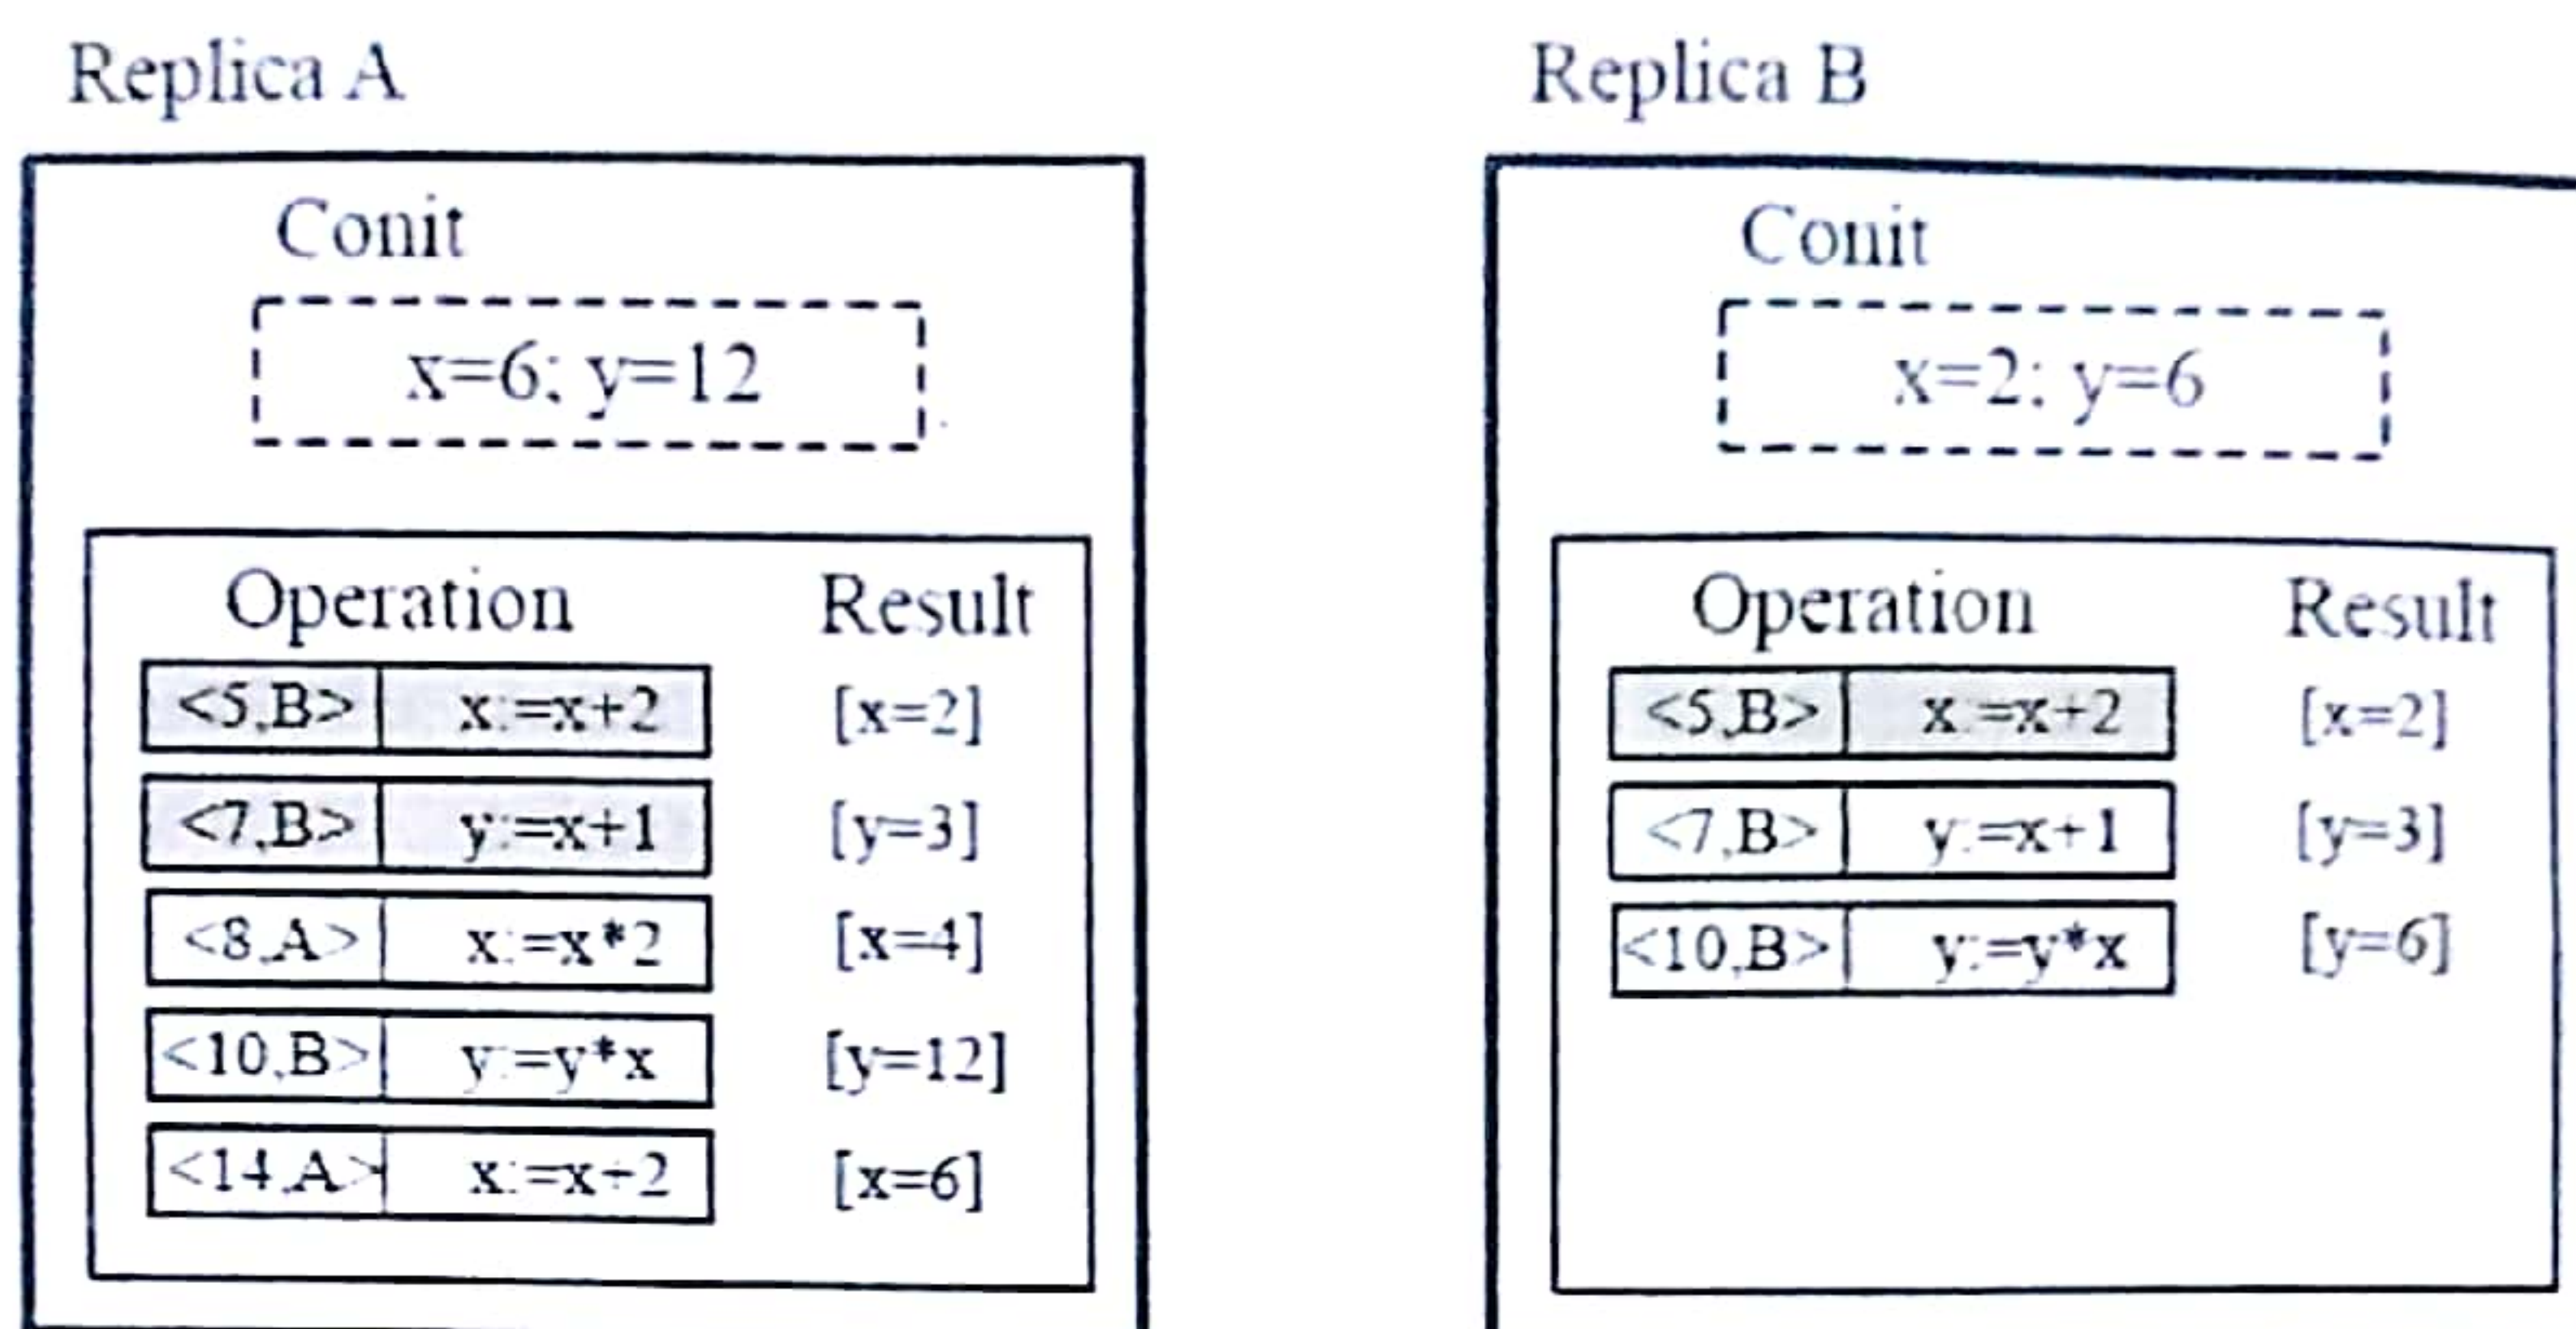 Replica A
Conit
x=6; y=12
Operation Result
<5,B> x:=x+2 [x=2]
<7,B> y:=x+1 [y=3]
<8,A> x:=x*2 [x=4]
<10,B> y:=y*x [y=12]
<14,A> x:=x+2 [x=6]
Replica B
Conit
x=2; y=6
Operation Result
<5,B> x:=x+2 [x=2]
<7,B> y:=x+1 [y=3]
<10,B> y:=y*x [y=6]